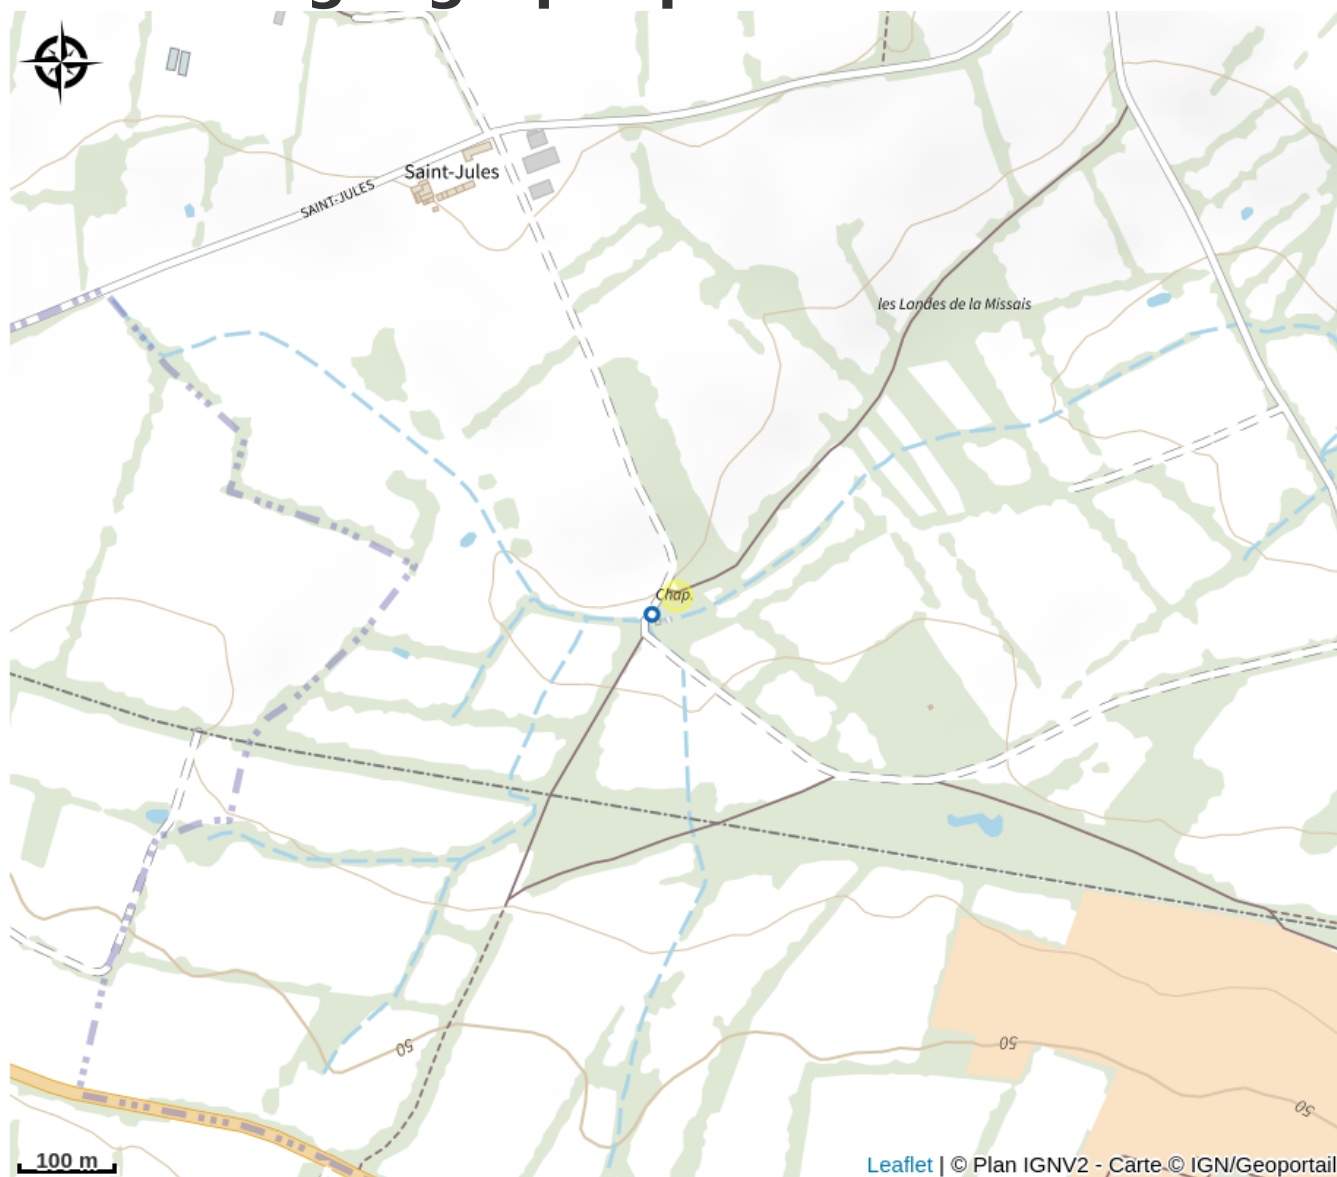 Saint-Jules
SAINT-JULES
les Landes de la Missais
Chap.
50
50
50
100 m
Leaflet | © Plan IGNV2 - Carte © IGN/Geoportail